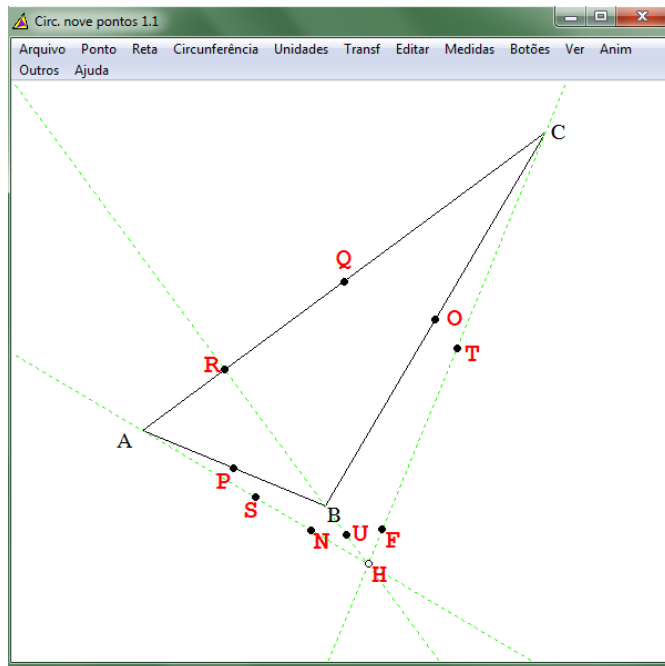 Circ. nove pontos 1.1
Arquivo Ponto Reta Circunferência Unidades Transf Editar Medidas Botões Ver Anim
Outros Ajuda
C
Q
O
T
R
A
P
S
B
N
U
F
H